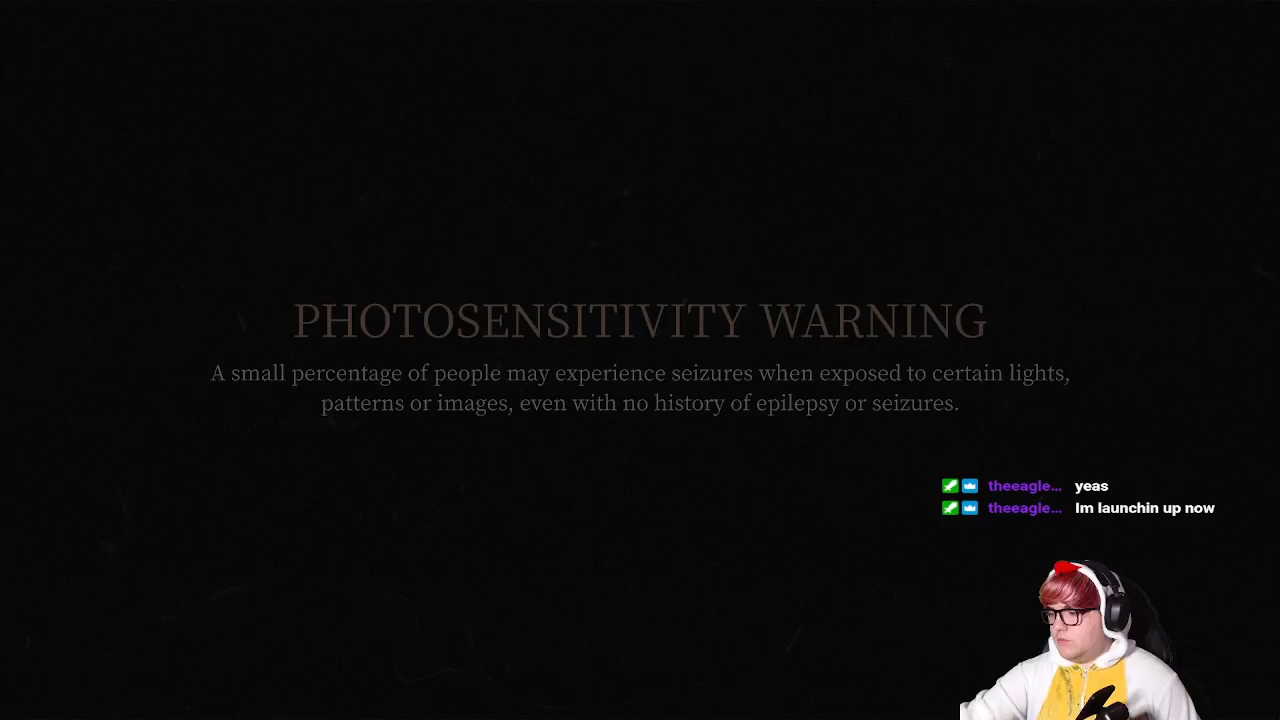 PHOTOSENSITIVITY WARNING
A small percentage of people may experience seizures when exposed to certain lights,
patterns or images, even with no history of epilepsy or seizures.
theeagle... yeas
theeagle... Im launchin up now